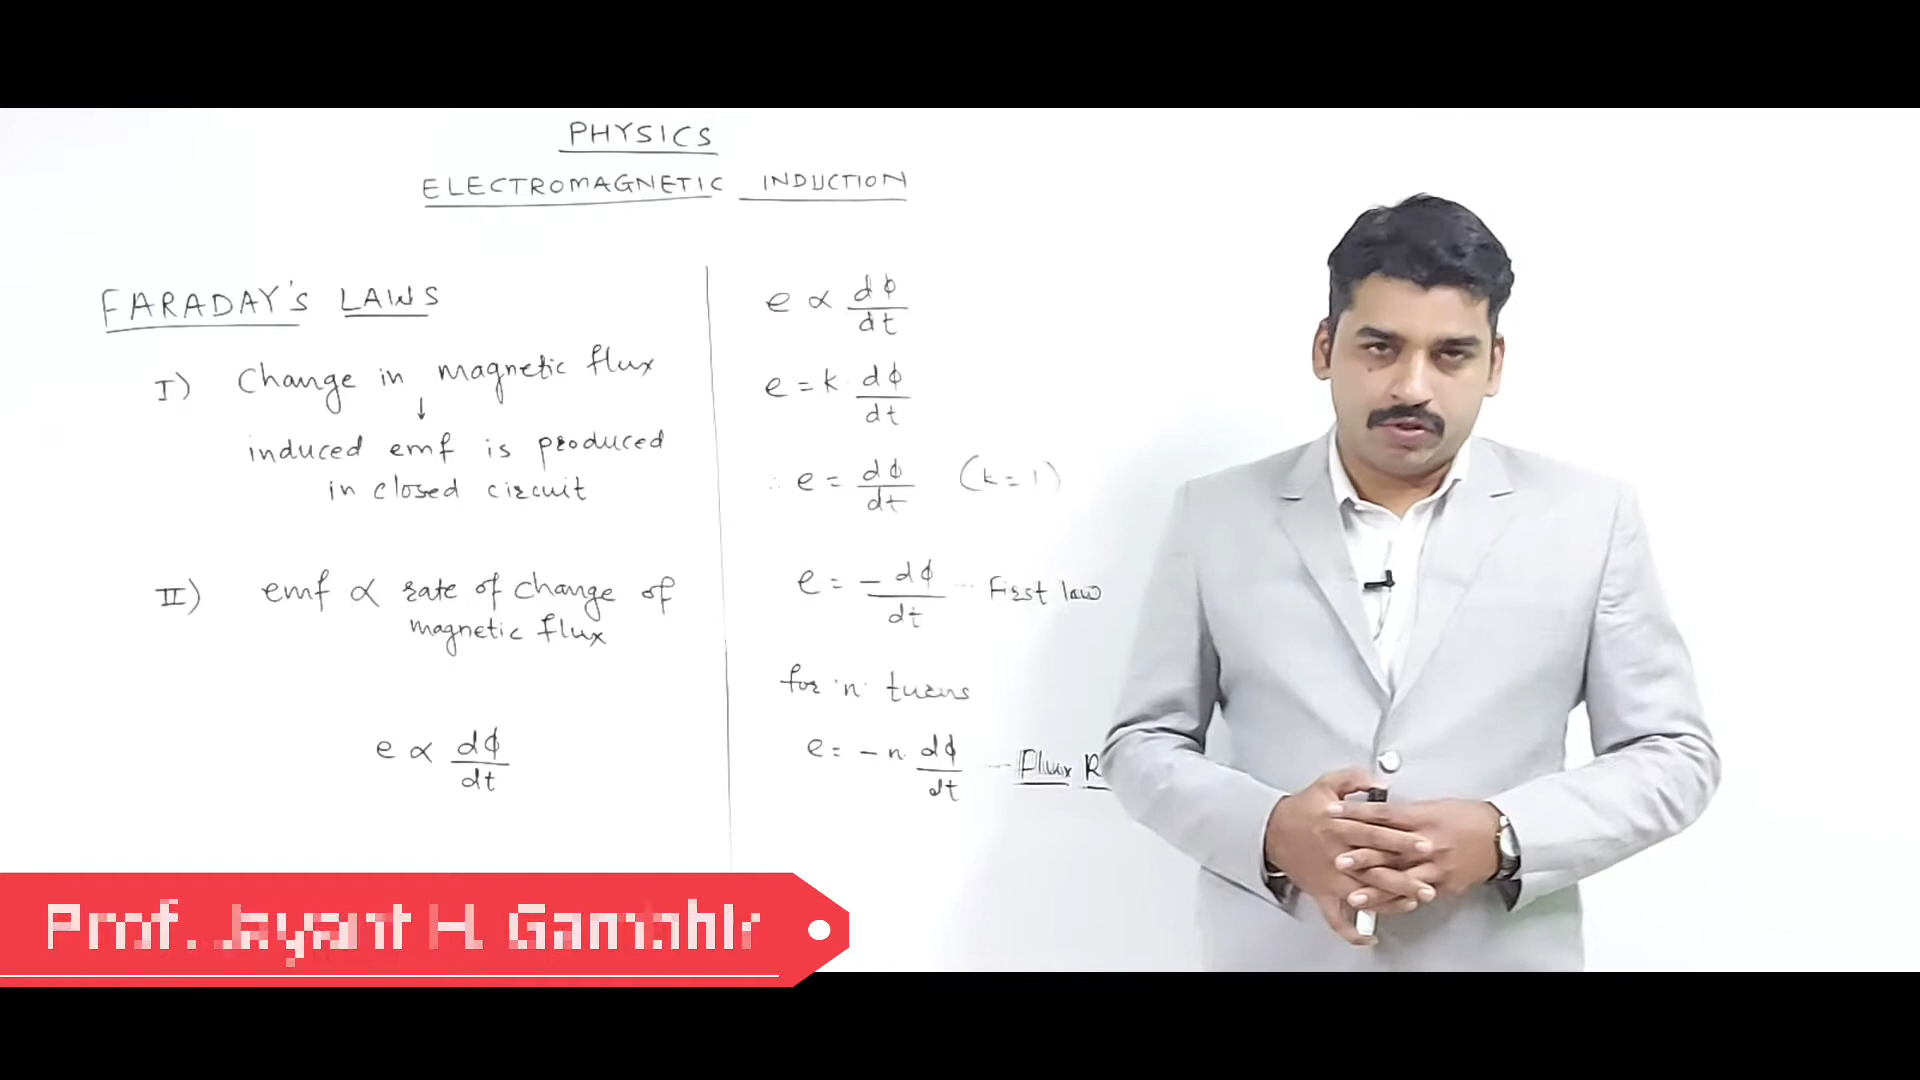 PHYSICS
ELECTROMAGNETIC INDUCTION
FARADAY'S LAWS
I) Change in magnetic flux
↓
induced emf is produced
in closed circuit
II) emf ∝ rate of change of
magnetic flux
e ∝ dϕ/dt
e ∝ dϕ/dt
e = k · dϕ/dt
∴ e = dϕ/dt (k = 1)
e = - dϕ/dt ... First law
for 'n' turns
e = - n · dϕ/dt ... Flux R
Prof. Jayant H.